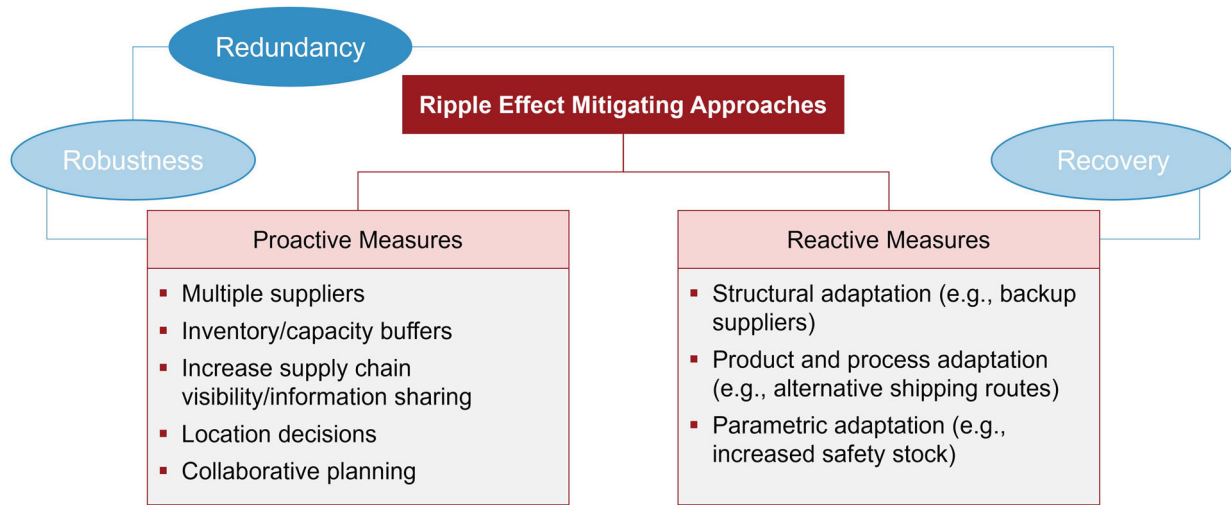 Redundancy
Ripple Effect Mitigating Approaches
Robustness
Recovery
Proactive Measures
▪ Multiple suppliers
▪ Inventory/capacity buffers
▪ Increase supply chain
visibility/information sharing
▪ Location decisions
▪ Collaborative planning
Reactive Measures
▪ Structural adaptation (e.g., backup
suppliers)
▪ Product and process adaptation
(e.g., alternative shipping routes)
▪ Parametric adaptation (e.g.,
increased safety stock)